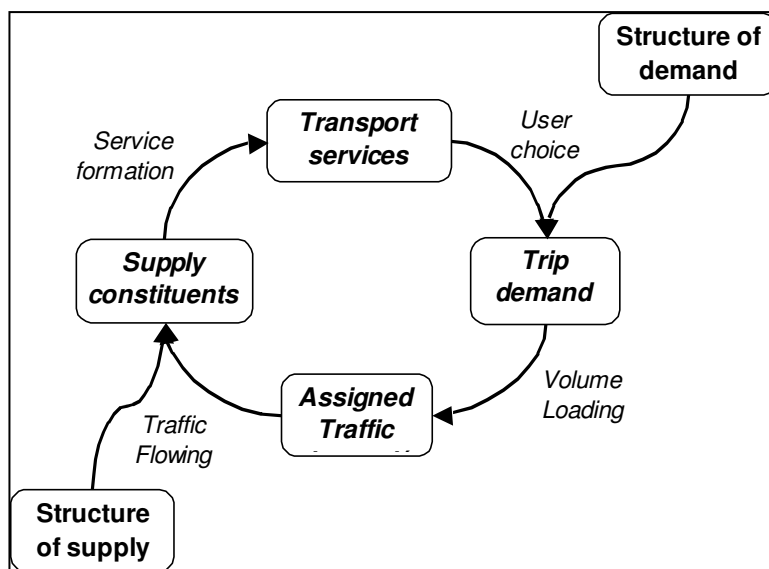 Structure of
demand
Transport
services
User
choice
Service
formation
Supply
constituents
Trip
demand
Volume
Loading
Assigned
Traffic
Traffic
Flowing
Structure
of supply